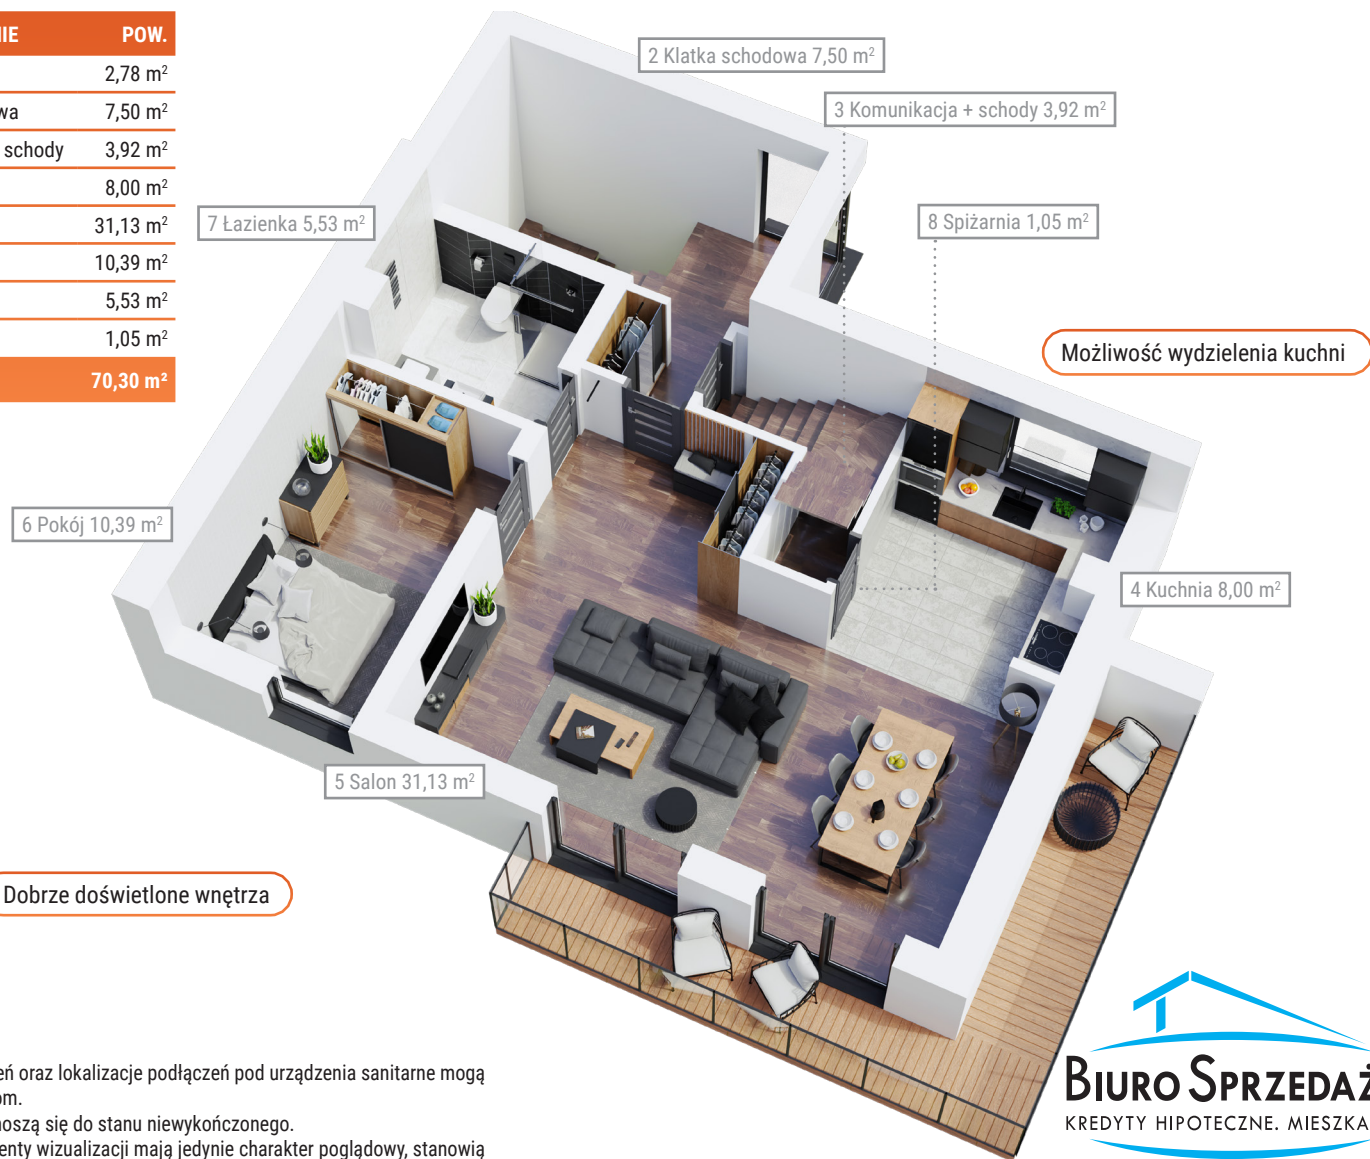 NIE POW.
2,78 m²
wa 7,50 m²
schody 3,92 m²
8,00 m²
31,13 m²
10,39 m²
5,53 m²
1,05 m²
70,30 m²
2 Klatka schodowa 7,50 m²
3 Komunikacja + schody 3,92 m²
7 Łazienka 5,53 m²
8 Spiżarnia 1,05 m²
Możliwość wydzielenia kuchni
6 Pokój 10,39 m²
4 Kuchnia 8,00 m²
5 Salon 31,13 m²
Dobrze doświetlone wnętrza
eń oraz lokalizacje podłączeń pod urządzenia sanitarne mogą
om.
noszą się do stanu niewykończonego.
enty wizualizacji mają jedynie charakter poglądowy, stanowią
BIURO SPRZEDAŻ
KREDYTY HIPOTECZNE. MIESZKA